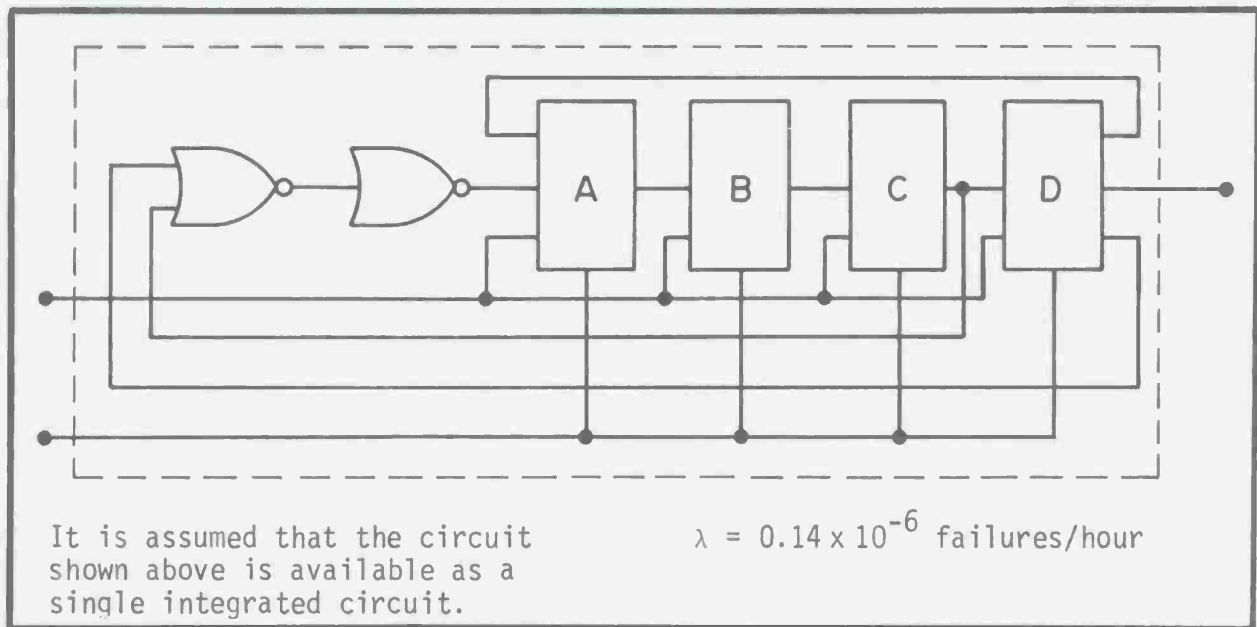 A B C D
It is assumed that the circuit
shown above is available as a
single integrated circuit.
λ = 0.14 x 10⁻⁶ failures/hour